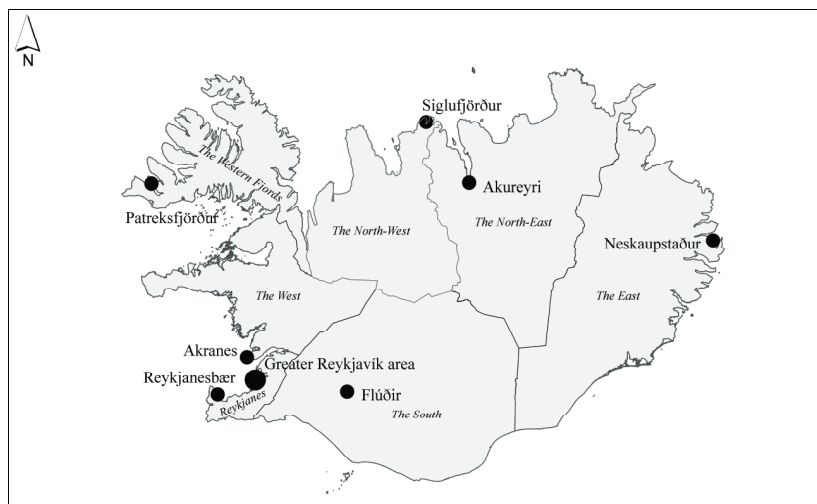 N
Siglufjörður
The Western Fjords
Akureyri
Patreksfjörður
The North-West
The North-East
Neskaupstaður
The West
The East
Akranes
Greater Reykjavík area
Reykjanesbær
Flúðir
Reykjanes
The South